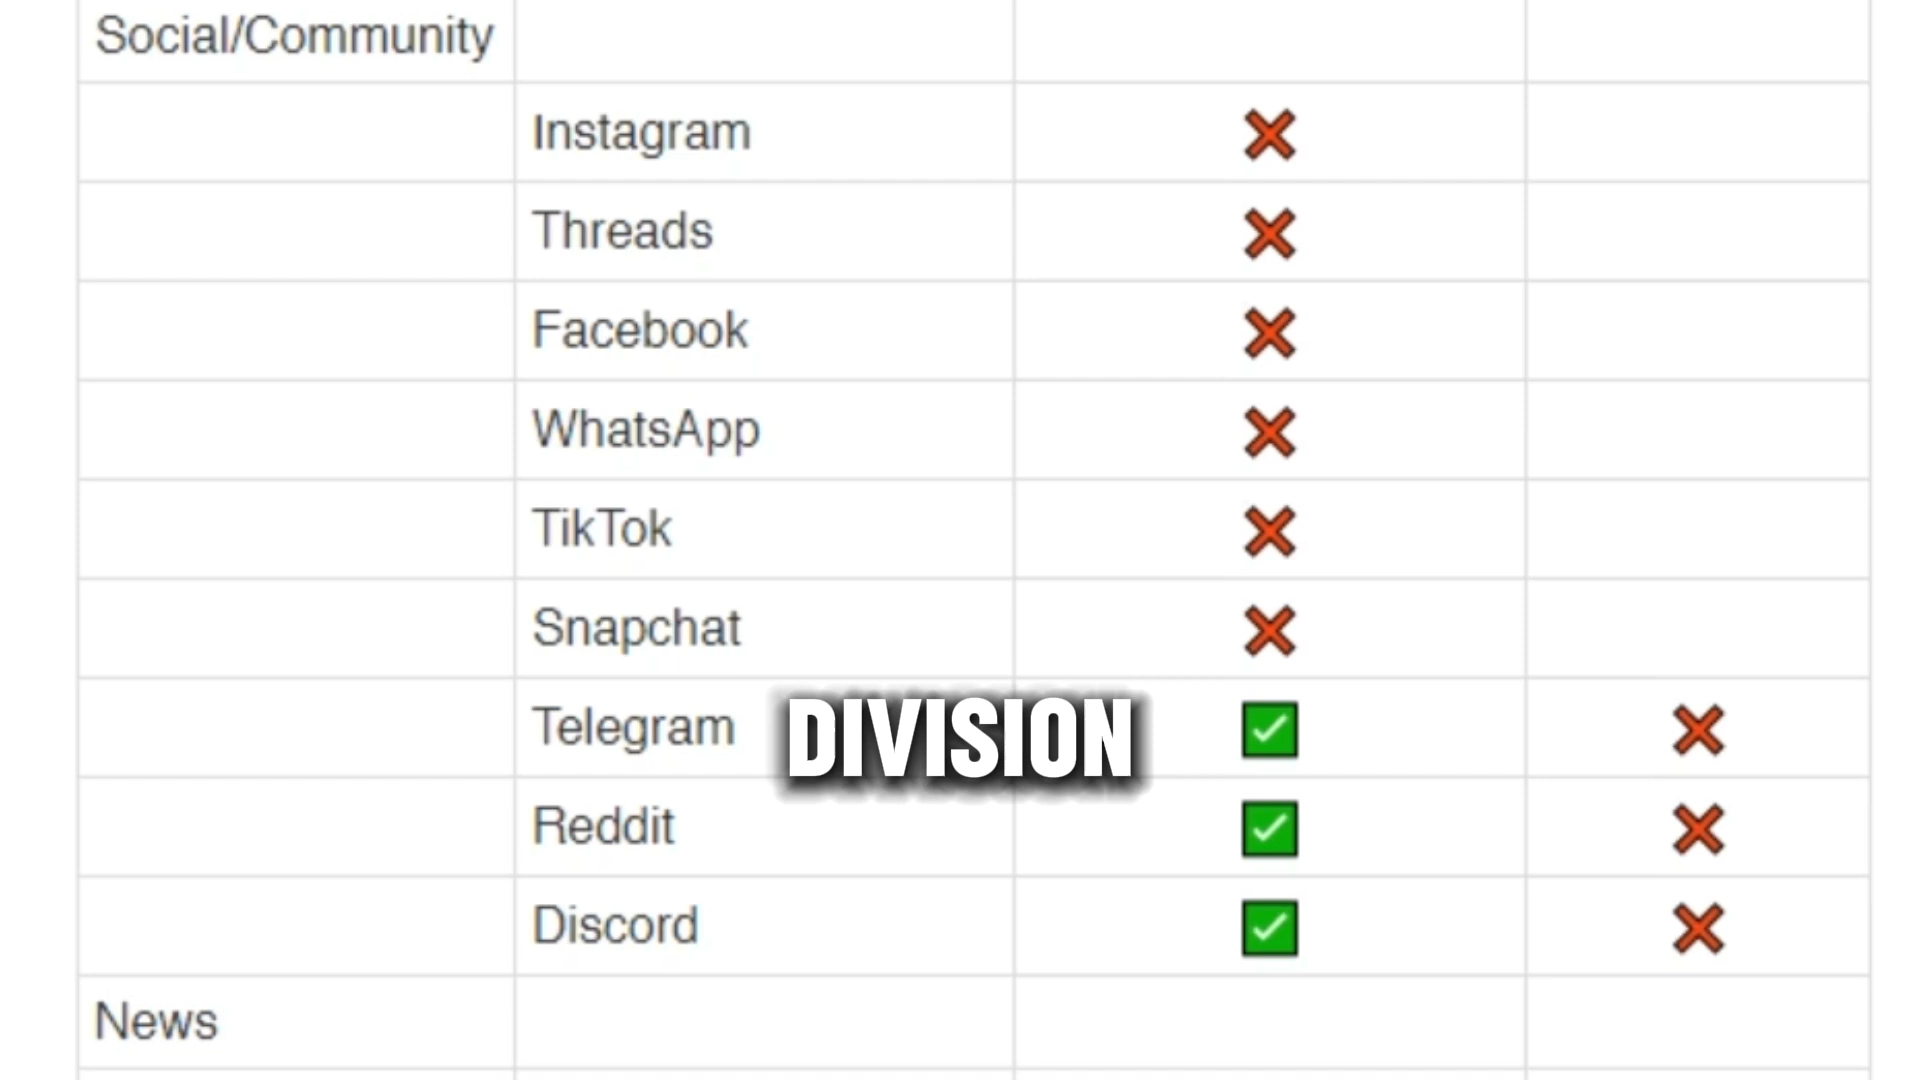 Social/Community
Instagram ❌
Threads ❌
Facebook ❌
WhatsApp ❌
TikTok ❌
Snapchat ❌
Telegram ✅ ❌
DIVISION
Reddit ✅ ❌
Discord ✅ ❌
News